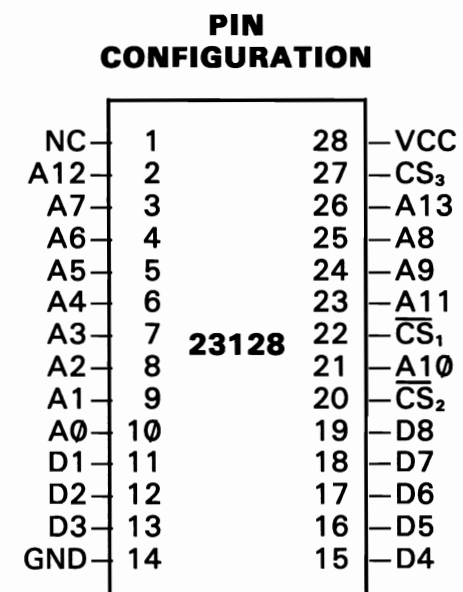 PIN
CONFIGURATION
NC 1 28 VCC
A12 2 27 CS₃
A7 3 26 A13
A6 4 25 A8
A5 5 24 A9
A4 6 23 A11
A3 7 23128 22 C̅S̅₁
A2 8 21 A10
A1 9 20 C̅S̅₂
A0 10 19 D8
D1 11 18 D7
D2 12 17 D6
D3 13 16 D5
GND 14 15 D4